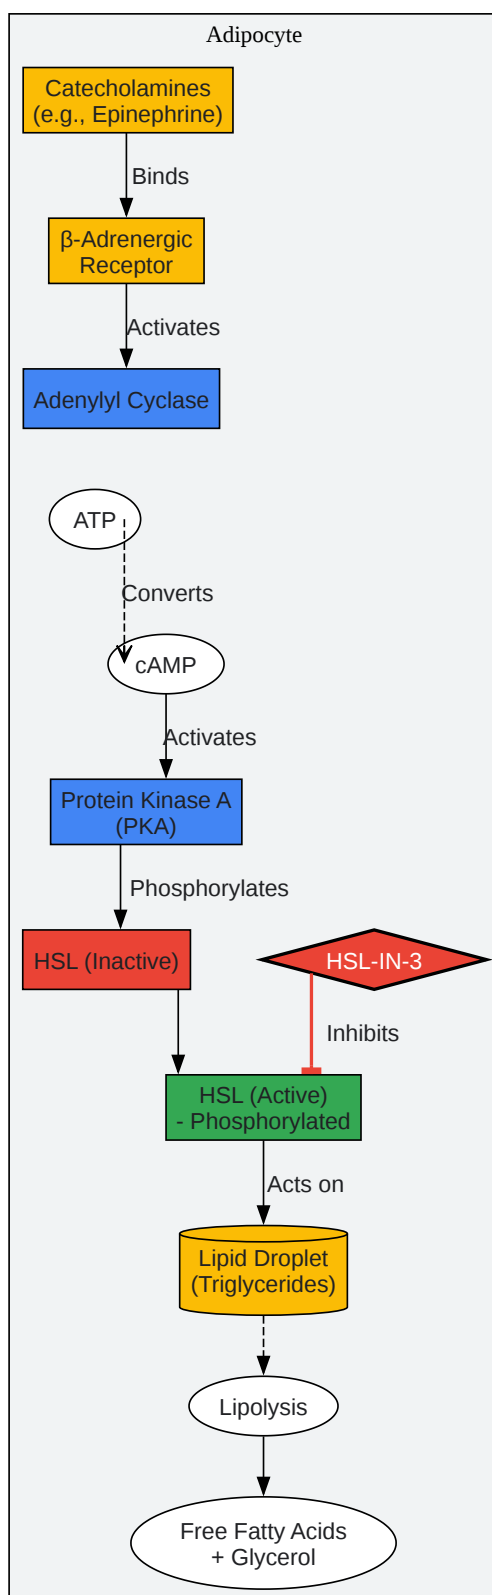 Adipocyte
Catecholamines
(e.g., Epinephrine)
Binds
β-Adrenergic
Receptor
Activates
Adenylyl Cyclase
ATP
Converts
cAMP
Activates
Protein Kinase A
(PKA)
Phosphorylates
HSL (Inactive)
HSL-IN-3
Inhibits
HSL (Active)
- Phosphorylated
Acts on
Lipid Droplet
(Triglycerides)
Lipolysis
Free Fatty Acids
+ Glycerol